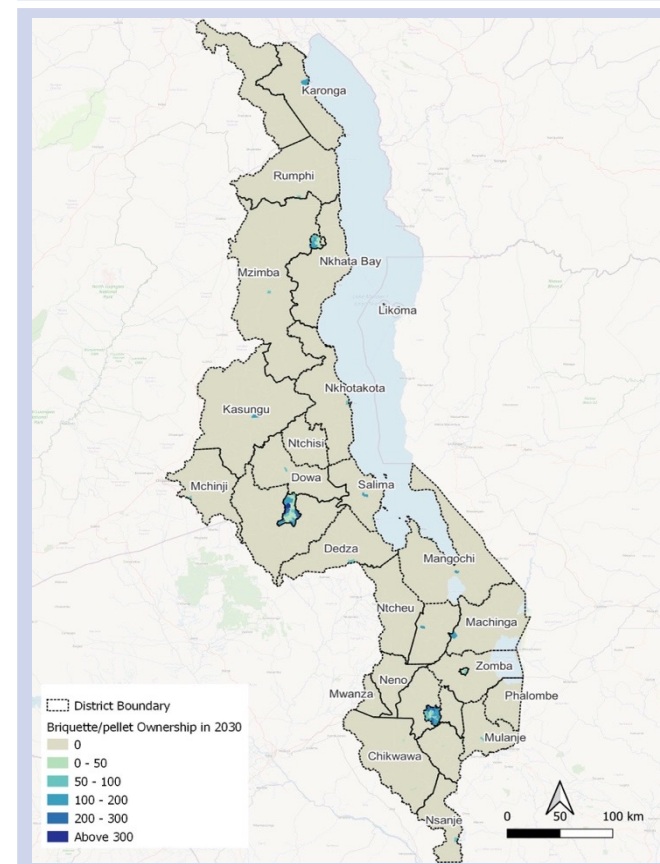 Karonga
Rumphi
Nkhata Bay
Mzimba
Likoma
Nkhotakota
Kasungu
Ntchisi
Mchinji
Dowa
Salima
Dedza
Mangochi
Ntcheu
Machinga
Zomba
Neno
Mwanza
Phalombe
Mulanje
Chikwawa
Nsanje
District Boundary
Briquette/pellet Ownership in 2030
0
0 - 50
50 - 100
100 - 200
200 - 300
Above 300
0 50 100 km